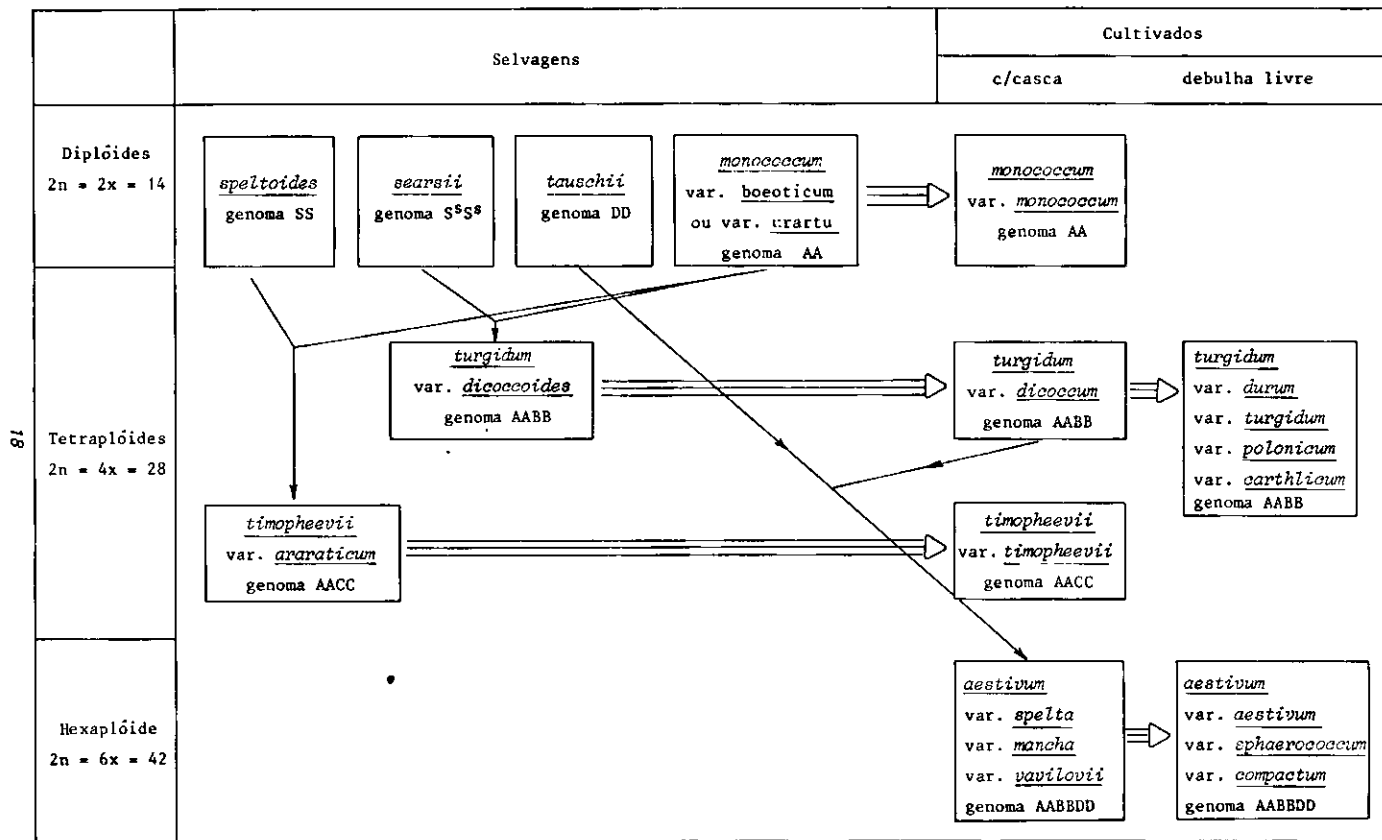 Selvagens
Cultivados
c/casca
debulha livre
Diplóides
2n = 2x = 14
speltoides
genoma SS
searsii
genoma SˢSˢ
tauschii
genoma DD
monococcum
var. boeoticum
ou var. urartu
genoma AA
monococcum
var. monococcum
genoma AA
Tetraplóides
2n = 4x = 28
turgidum
var. dicoccoides
genoma AABB
turgidum
var. dicoccum
genoma AABB
turgidum
var. durum
var. turgidum
var. polonicum
var. carthlicum
genoma AABB
timopheevii
var. araraticum
genoma AACC
timopheevii
var. timopheevii
genoma AACC
Hexaplóide
2n = 6x = 42
aestivum
var. spelta
var. mancha
var. vavilovii
genoma AABBDD
aestivum
var. aestivum
var. sphaerococcum
var. compactum
genoma AABBDD
18